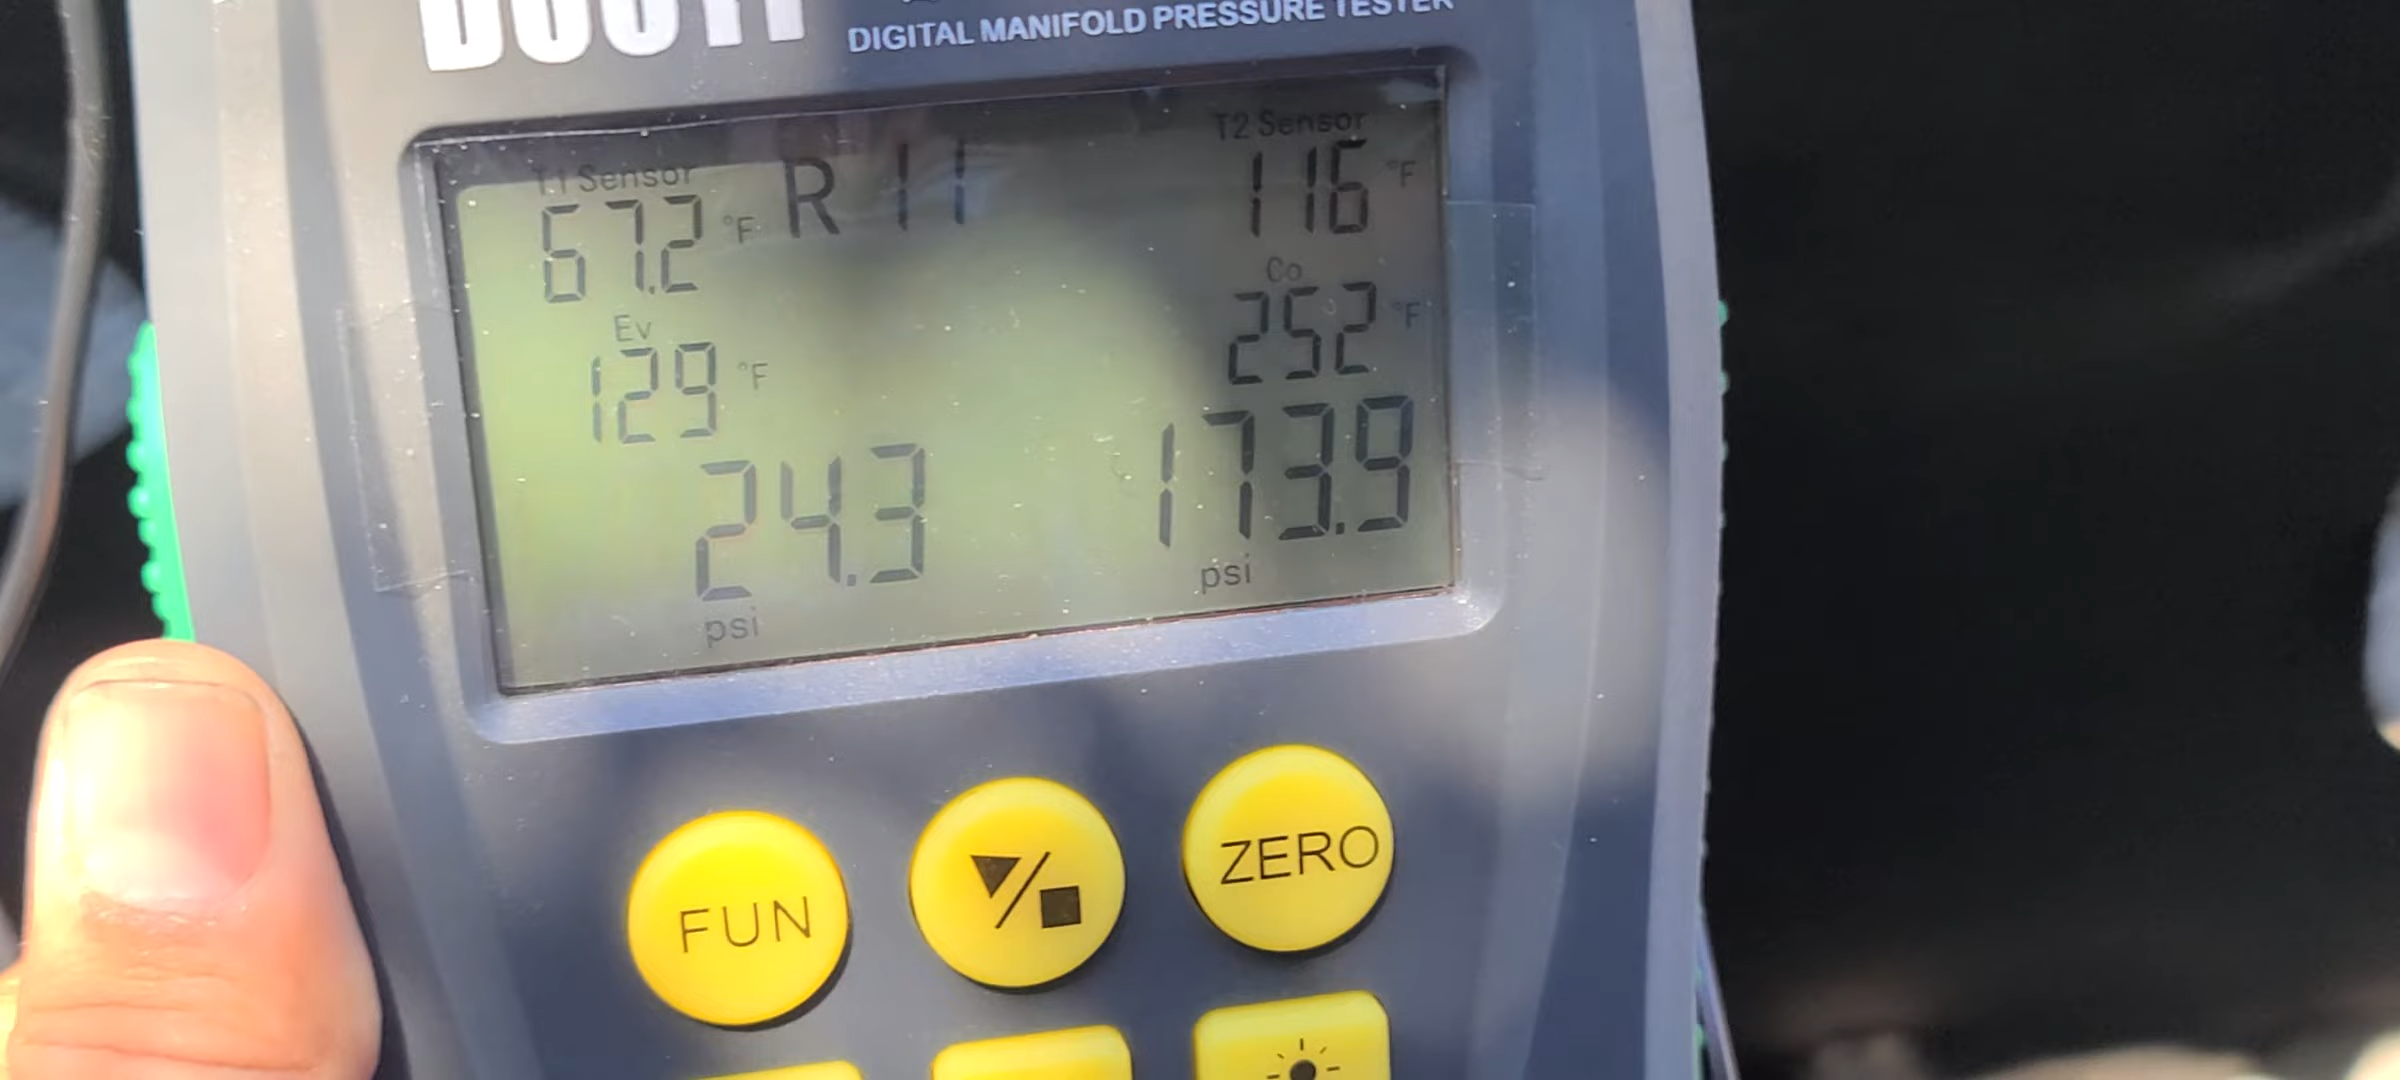 DIGITAL MANIFOLD PRESSURE TESTER
T1 Sensor
67.2 °F
R 11
T2 Sensor
116 °F
Ev
129 °F
Co
252 °F
24.3
psi
173.9
psi
FUN
ZERO